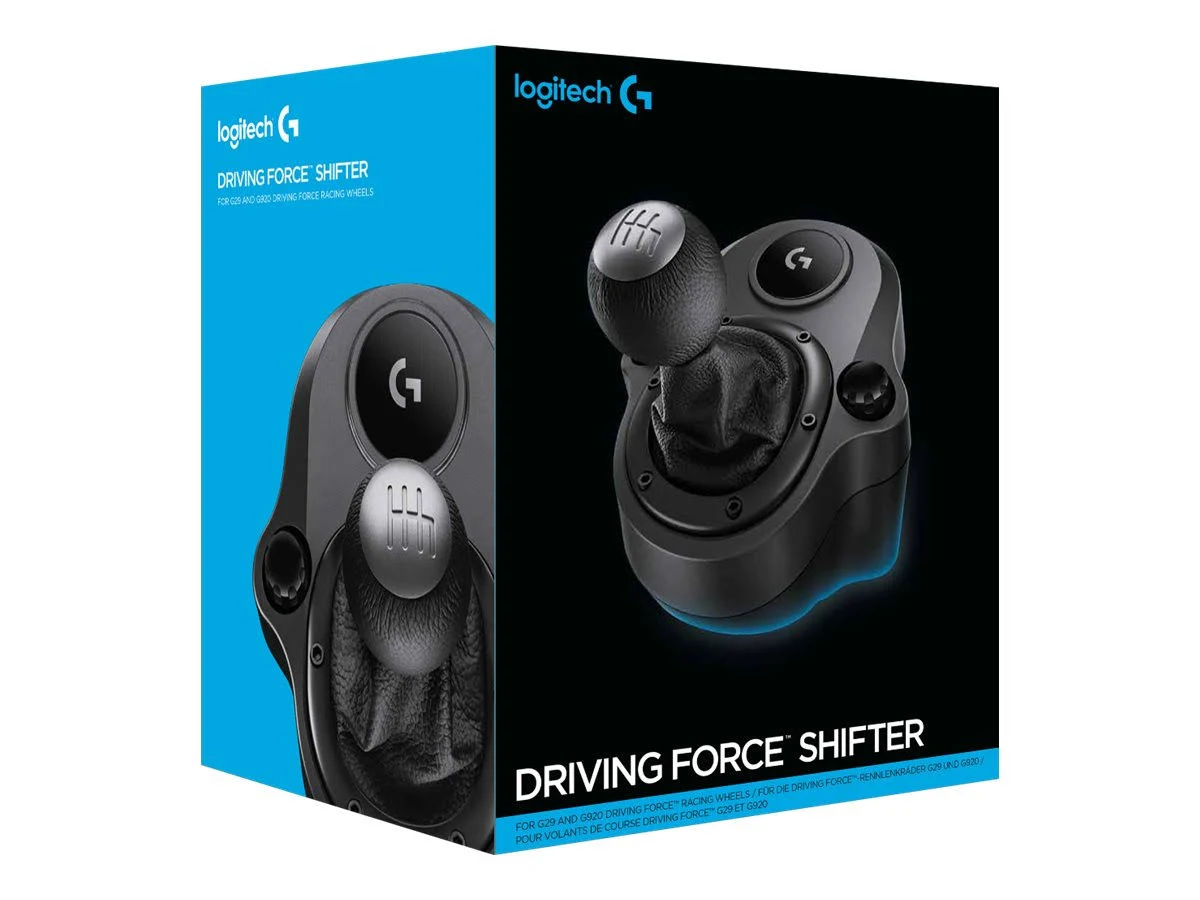 logitech G
DRIVING FORCE™ SHIFTER
FOR G29 AND G920 DRIVING FORCE RACING WHEELS
G
logitech G
G
DRIVING FORCE™ SHIFTER
FOR G29 AND G920 DRIVING FORCE™ RACING WHEELS / FÜR DIE DRIVING FORCE™-RENNLENKRÄDER G29 UND G920 /
POUR VOLANTS DE COURSE DRIVING FORCE™ G29 ET G920